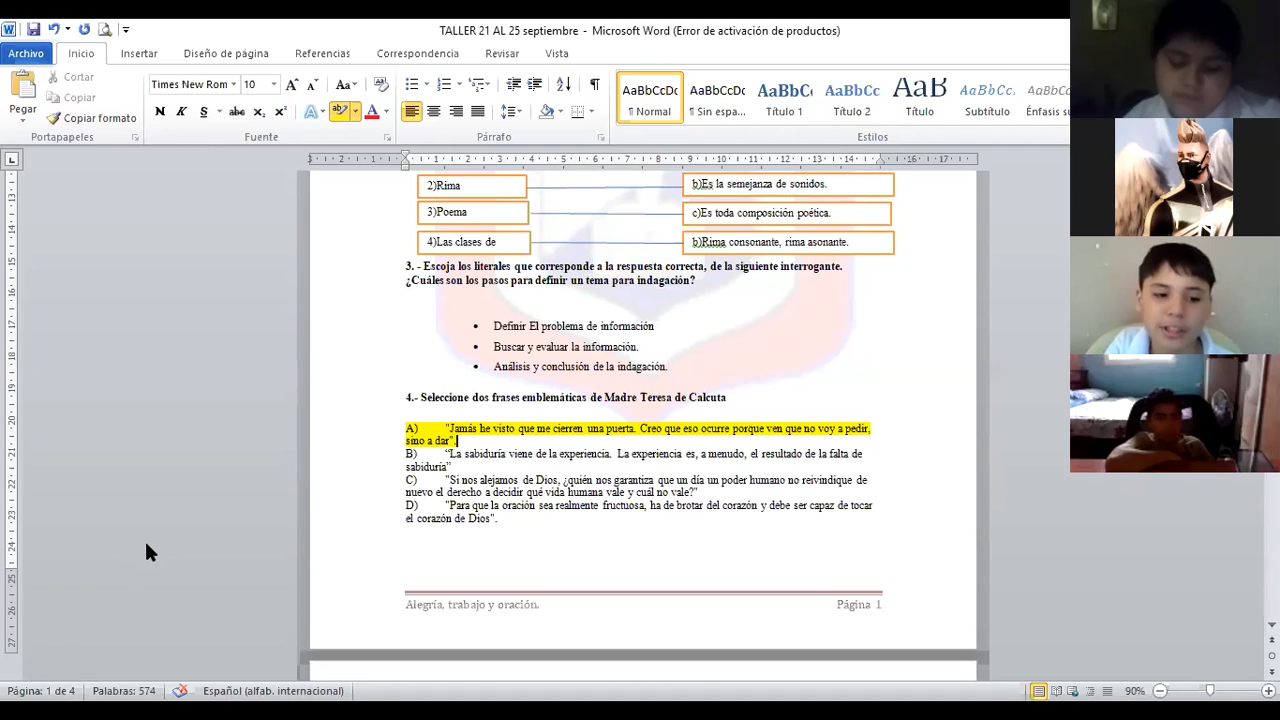 TALLER 21 AL 25 septiembre - Microsoft Word (Error de activación de productos)
Archivo Inicio Insertar Diseño de página Referencias Correspondencia Revisar Vista
Cortar
Copiar
Pegar
Copiar formato
Times New Rom 10
AaBbCcDc AaBbCcDc AaBbCc AaBbCc AaB AaBbCc. AaBbCcD
¶ Normal ¶ Sin espa... Título 1 Título 2 Título Subtítulo Énfasis su
Portapapeles Fuente Párrafo Estilos
2)Rima b)Es la semejanza de sonidos.
3)Poema c)Es toda composición poética.
4)Las clases de b)Rima consonante, rima asonante.
3. - Escoja los literales que corresponde a la respuesta correcta, de la siguiente interrogante.
¿Cuáles son los pasos para definir un tema para indagación?
• Definir El problema de información
• Buscar y evaluar la información.
• Análisis y conclusión de la indagación.
4.- Seleccione dos frases emblemáticas de Madre Teresa de Calcuta
A) "Jamás he visto que me cierren una puerta. Creo que eso ocurre porque ven que no voy a pedir,
sino a dar".
B) "La sabiduría viene de la experiencia. La experiencia es, a menudo, el resultado de la falta de
sabiduría"
C) "Si nos alejamos de Dios, ¿quién nos garantiza que un día un poder humano no reivindique de
nuevo el derecho a decidir qué vida humana vale y cuál no vale?"
D) "Para que la oración sea realmente fructuosa, ha de brotar del corazón y debe ser capaz de tocar
el corazón de Dios".
Alegría, trabajo y oración. Página 1
Página: 1 de 4 Palabras: 574 Español (alfab. internacional) 90%